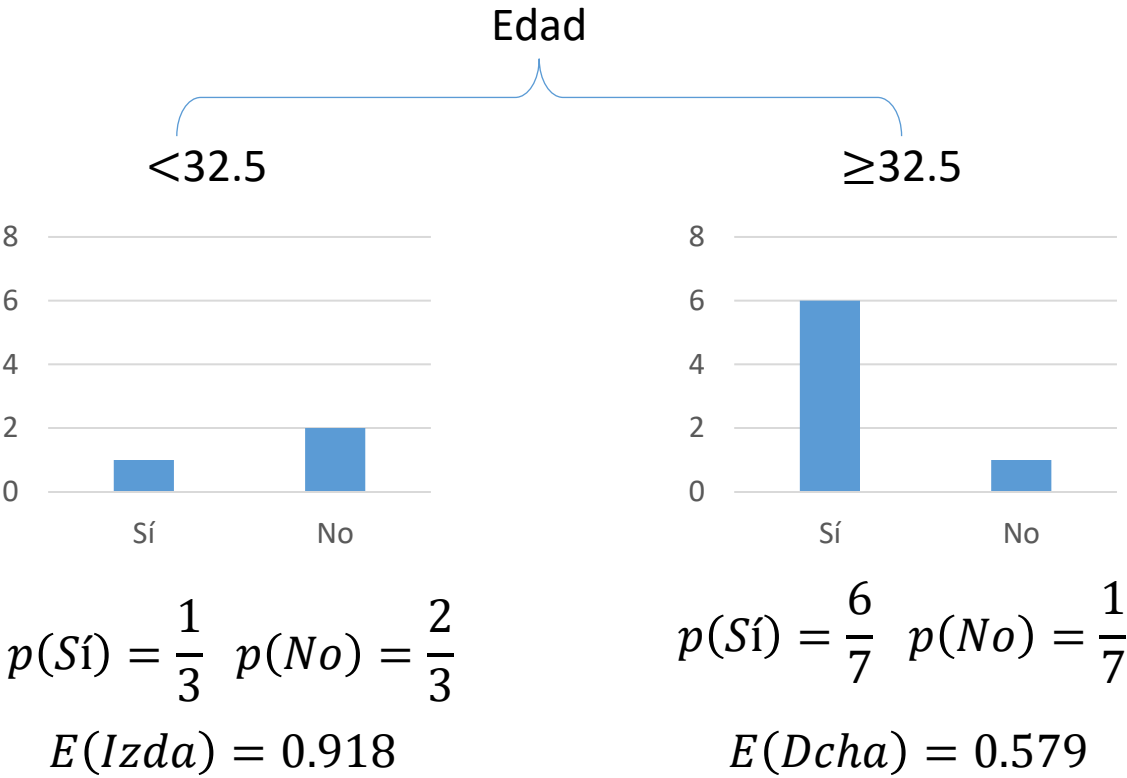 Edad
<32.5
≥32.5
8
6
4
2
0
Sí No
8
6
4
2
0
Sí No
p(Sí) = 1/3 p(No) = 2/3
E(Izda) = 0.918
p(Sí) = 6/7 p(No) = 1/7
E(Dcha) = 0.579